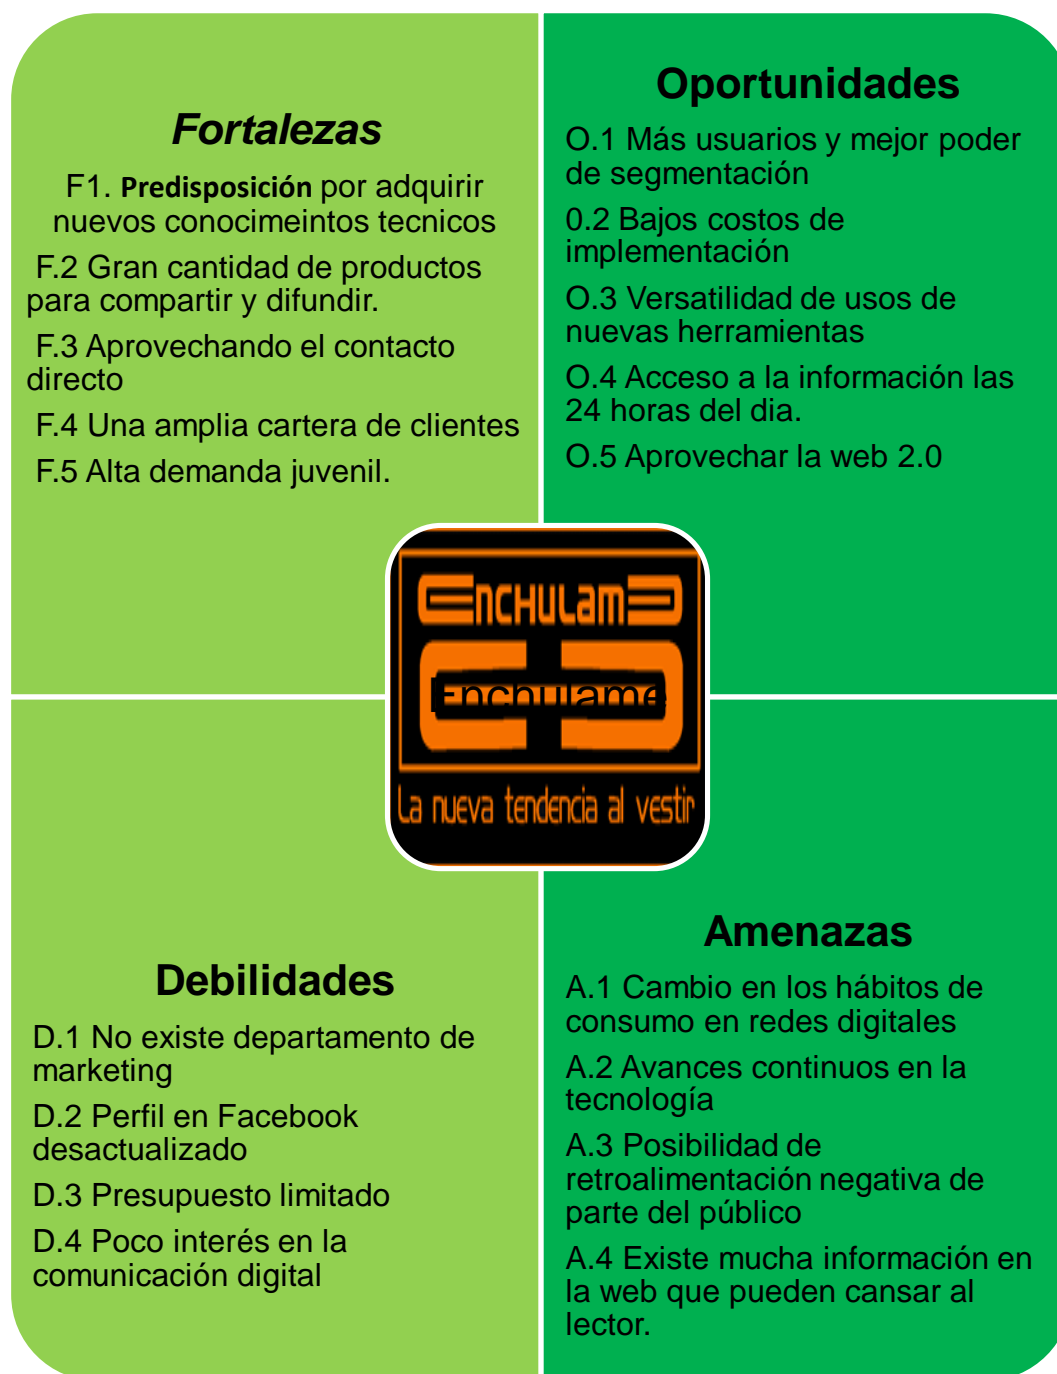 Fortalezas
F1. Predisposición por adquirir
nuevos conocimeintos tecnicos
F.2 Gran cantidad de productos
para compartir y difundir.
F.3 Aprovechando el contacto
directo
F.4 Una amplia cartera de clientes
F.5 Alta demanda juvenil.
Oportunidades
O.1 Más usuarios y mejor poder
de segmentación
0.2 Bajos costos de
implementación
O.3 Versatilidad de usos de
nuevas herramientas
O.4 Acceso a la información las
24 horas del dia.
O.5 Aprovechar la web 2.0
EncHULamE
Enchulame
La nueva tendencia al vestir
Debilidades
D.1 No existe departamento de
marketing
D.2 Perfil en Facebook
desactualizado
D.3 Presupuesto limitado
D.4 Poco interés en la
comunicación digital
Amenazas
A.1 Cambio en los hábitos de
consumo en redes digitales
A.2 Avances continuos en la
tecnología
A.3 Posibilidad de
retroalimentación negativa de
parte del público
A.4 Existe mucha información en
la web que pueden cansar al
lector.